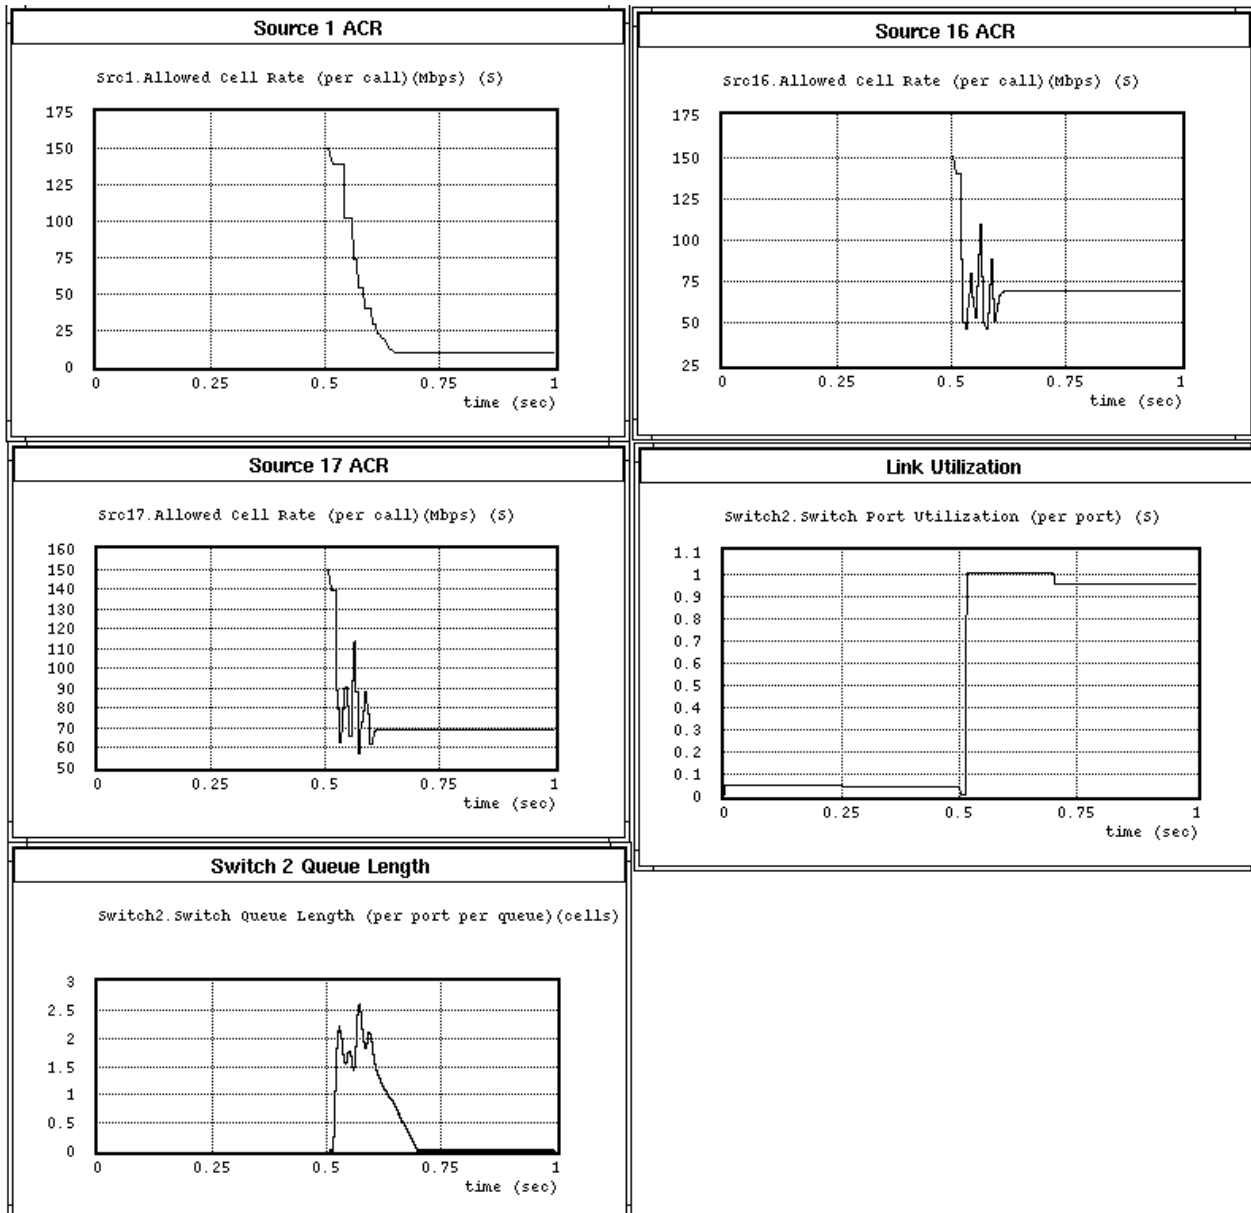 Source 1 ACR
Src1.Allowed Cell Rate (per call)(Mbps) (S)
175
150
125
100
75
50
25
0
0 0.25 0.5 0.75 1
time (sec)
Source 16 ACR
Src16.Allowed Cell Rate (per call)(Mbps) (S)
175
150
125
100
75
50
25
0 0.25 0.5 0.75 1
time (sec)
Source 17 ACR
Src17.Allowed Cell Rate (per call)(Mbps) (S)
160
150
140
130
120
110
100
90
80
70
60
50
0 0.25 0.5 0.75 1
time (sec)
Link Utilization
Switch2.Switch Port Utilization (per port) (S)
1.1
1
0.9
0.8
0.7
0.6
0.5
0.4
0.3
0.2
0.1
0
0 0.25 0.5 0.75 1
time (sec)
Switch 2 Queue Length
Switch2.Switch Queue Length (per port per queue)(cells)
3
2.5
2
1.5
1
0.5
0
0 0.25 0.5 0.75 1
time (sec)